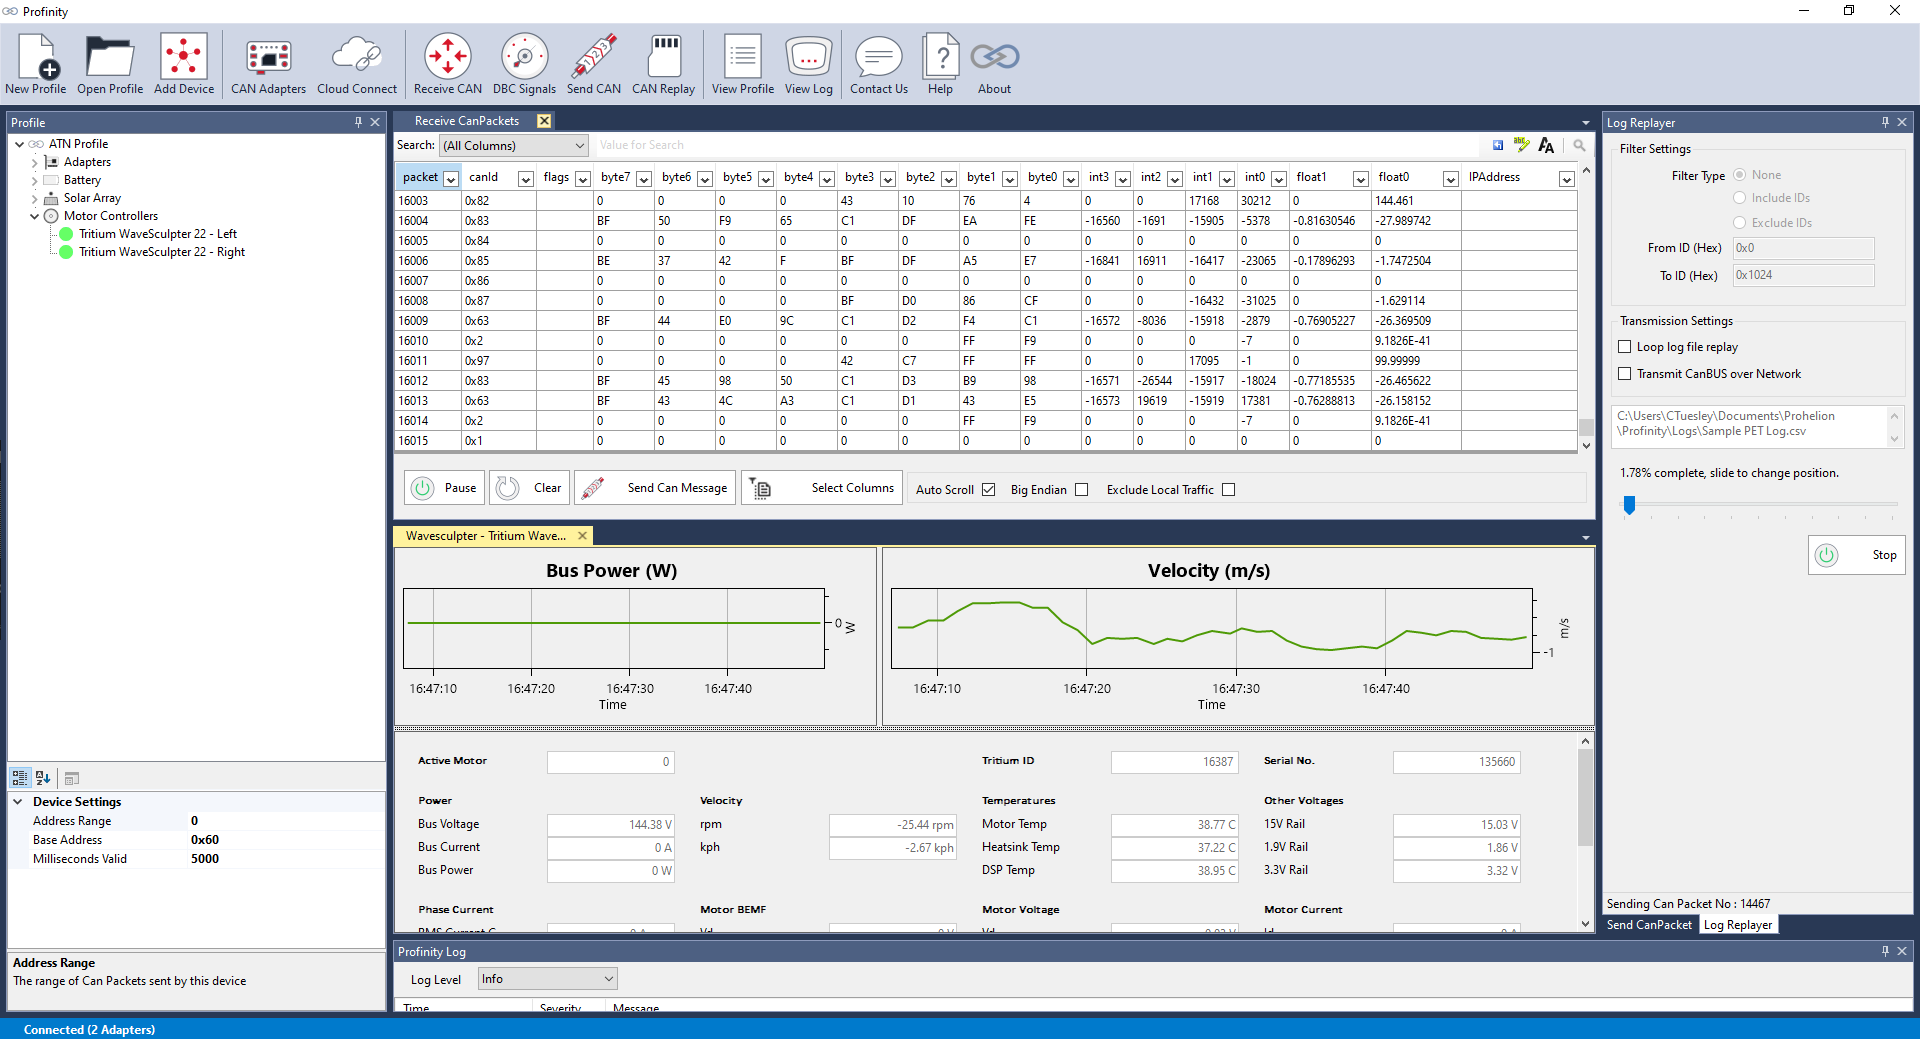 Profinity
New Profile Open Profile Add Device CAN Adapters Cloud Connect Receive CAN DBC Signals Send CAN CAN Replay View Profile View Log Contact Us Help About
Profile
ATN Profile
Adapters
Battery
Solar Array
Motor Controllers
Tritium WaveSculpter 22 - Left
Tritium WaveSculpter 22 - Right
Device Settings
Address Range 0
Base Address 0x60
Milliseconds Valid 5000
Address Range
The range of Can Packets sent by this device
Receive CanPackets
Search: (All Columns) Value for Search
packet canId flags byte7 byte6 byte5 byte4 byte3 byte2 byte1 byte0 int3 int2 int1 int0 float1 float0 IPAddress
16003 0x82 0 0 0 0 43 10 76 4 0 0 17168 30212 0 144.461
16004 0x83 BF 50 F9 65 C1 DF EA FE -16560 -1691 -15905 -5378 -0.81630546 -27.989742
16005 0x84 0 0 0 0 0 0 0 0 0 0 0 0 0 0
16006 0x85 BE 37 42 F BF DF A5 E7 -16841 16911 -16417 -23065 -0.17896293 -1.7472504
16007 0x86 0 0 0 0 0 0 0 0 0 0 0 0 0 0
16008 0x87 0 0 0 0 BF D0 86 CF 0 0 -16432 -31025 0 -1.629114
16009 0x63 BF 44 E0 9C C1 D2 F4 C1 -16572 -8036 -15918 -2879 -0.76905227 -26.369509
16010 0x2 0 0 0 0 0 0 FF F9 0 0 0 -7 0 9.1826E-41
16011 0x97 0 0 0 0 42 C7 FF FF 0 0 17095 -1 0 99.99999
16012 0x83 BF 45 98 50 C1 D3 B9 98 -16571 -26544 -15917 -18024 -0.77185535 -26.465622
16013 0x63 BF 43 4C A3 C1 D1 43 E5 -16573 19619 -15919 17381 -0.76288813 -26.158152
16014 0x2 0 0 0 0 0 0 FF F9 0 0 0 -7 0 9.1826E-41
16015 0x1 0 0 0 0 0 0 0 0 0 0 0 0 0 0
Pause Clear Send Can Message Select Columns Auto Scroll Big Endian Exclude Local Traffic
Wavesculpter - Tritium Wave...
Bus Power (W)
0
W
16:47:10 16:47:20 16:47:30 16:47:40
Time
Velocity (m/s)
-1
m/s
16:47:10 16:47:20 16:47:30 16:47:40
Time
Active Motor 0 Tritium ID 16387 Serial No. 135660
Power Velocity Temperatures Other Voltages
Bus Voltage 144.38 V rpm -25.44 rpm Motor Temp 38.77 C 15V Rail 15.03 V
Bus Current 0 A kph -2.67 kph Heatsink Temp 37.22 C 1.9V Rail 1.86 V
Bus Power 0 W DSP Temp 38.95 C 3.3V Rail 3.32 V
Phase Current Motor BEMF Motor Voltage Motor Current
RMS Current C 0 A Vd 0 V Vd Id 0 A
Profinity Log
Log Level Info
Time Severity Message
Log Replayer
Filter Settings
Filter Type None
Include IDs
Exclude IDs
From ID (Hex) 0x0
To ID (Hex) 0x1024
Transmission Settings
Loop log file replay
Transmit CanBUS over Network
C:\Users\CTuesley\Documents\Prohelion
\Profinity\Logs\Sample PET Log.csv
1.78% complete, slide to change position.
Stop
Sending Can Packet No : 14467
Send CanPacket Log Replayer
Connected (2 Adapters)